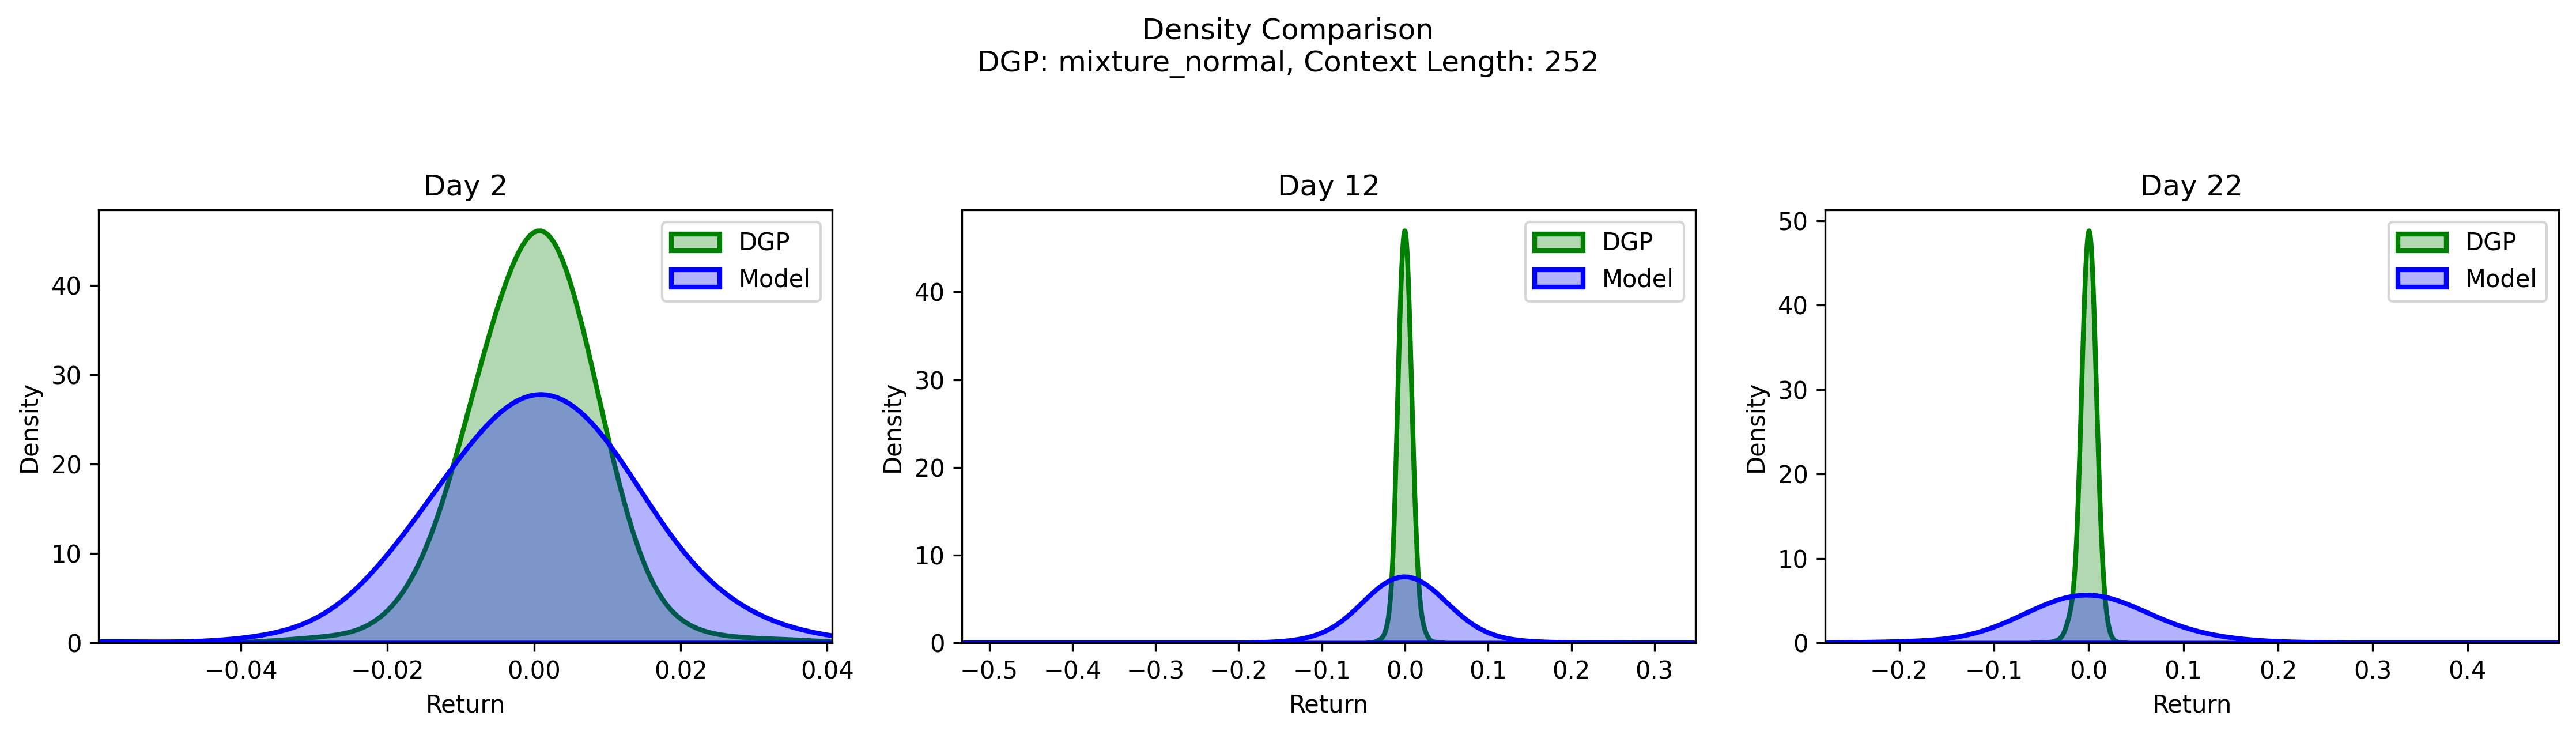 Density Comparison
DGP: mixture_normal, Context Length: 252
Day 2
DGP
Model
40
30
20
10
0
Density
−0.04
−0.02
0.00
0.02
0.04
Return
Day 12
DGP
Model
40
30
20
10
0
Density
−0.5
−0.4
−0.3
−0.2
−0.1
0.0
0.1
0.2
0.3
Return
Day 22
DGP
Model
50
40
30
20
10
0
Density
−0.2
−0.1
0.0
0.1
0.2
0.3
0.4
Return